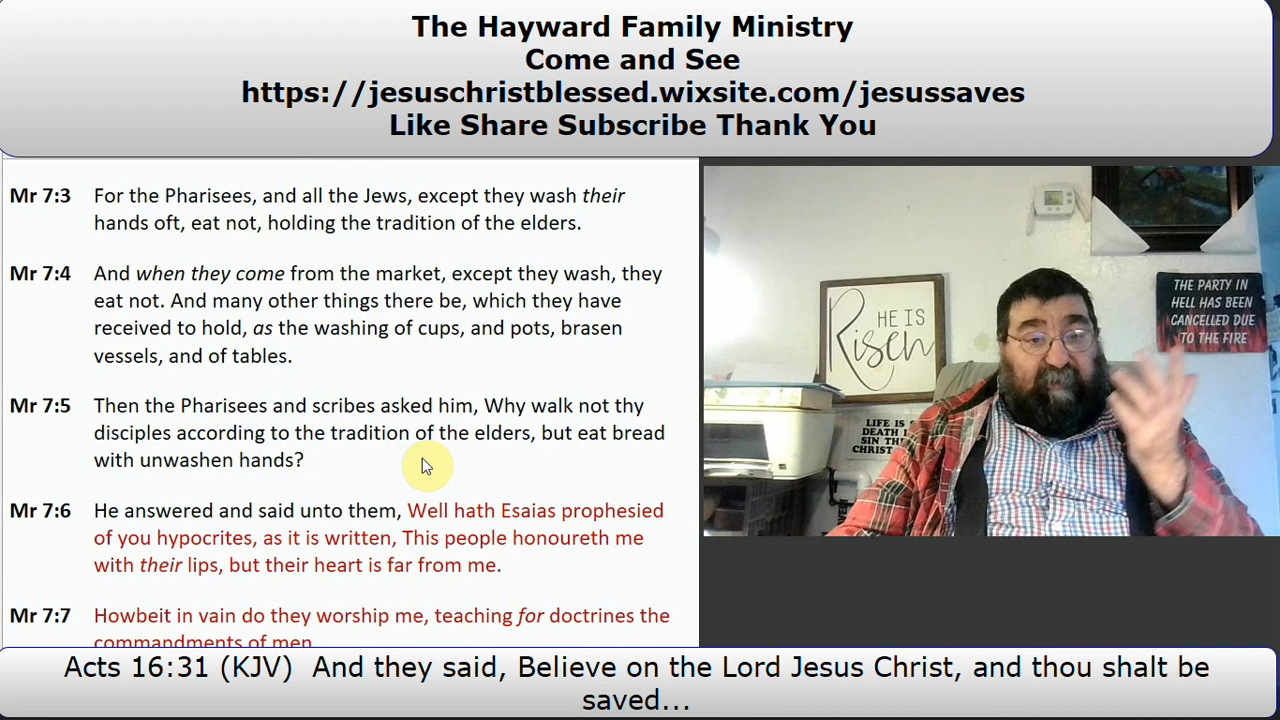 The Hayward Family Ministry
Come and See
https://jesuschristblessed.wixsite.com/jesussaves
Like Share Subscribe Thank You
Mr 7:3 For the Pharisees, and all the Jews, except they wash their
hands oft, eat not, holding the tradition of the elders.
Mr 7:4 And when they come from the market, except they wash, they
eat not. And many other things there be, which they have
received to hold, as the washing of cups, and pots, brasen
vessels, and of tables.
Mr 7:5 Then the Pharisees and scribes asked him, Why walk not thy
disciples according to the tradition of the elders, but eat bread
with unwashen hands?
Mr 7:6 He answered and said unto them, Well hath Esaias prophesied
of you hypocrites, as it is written, This people honoureth me
with their lips, but their heart is far from me.
Mr 7:7 Howbeit in vain do they worship me, teaching for doctrines the
commandments of men
HE IS
Risen
THE PARTY IN
HELL HAS BEEN
CANCELLED DUE
TO THE FIRE
LIFE IS
DEATH I
SIN TH
CHRIST
Acts 16:31 (KJV) And they said, Believe on the Lord Jesus Christ, and thou shalt be
saved...